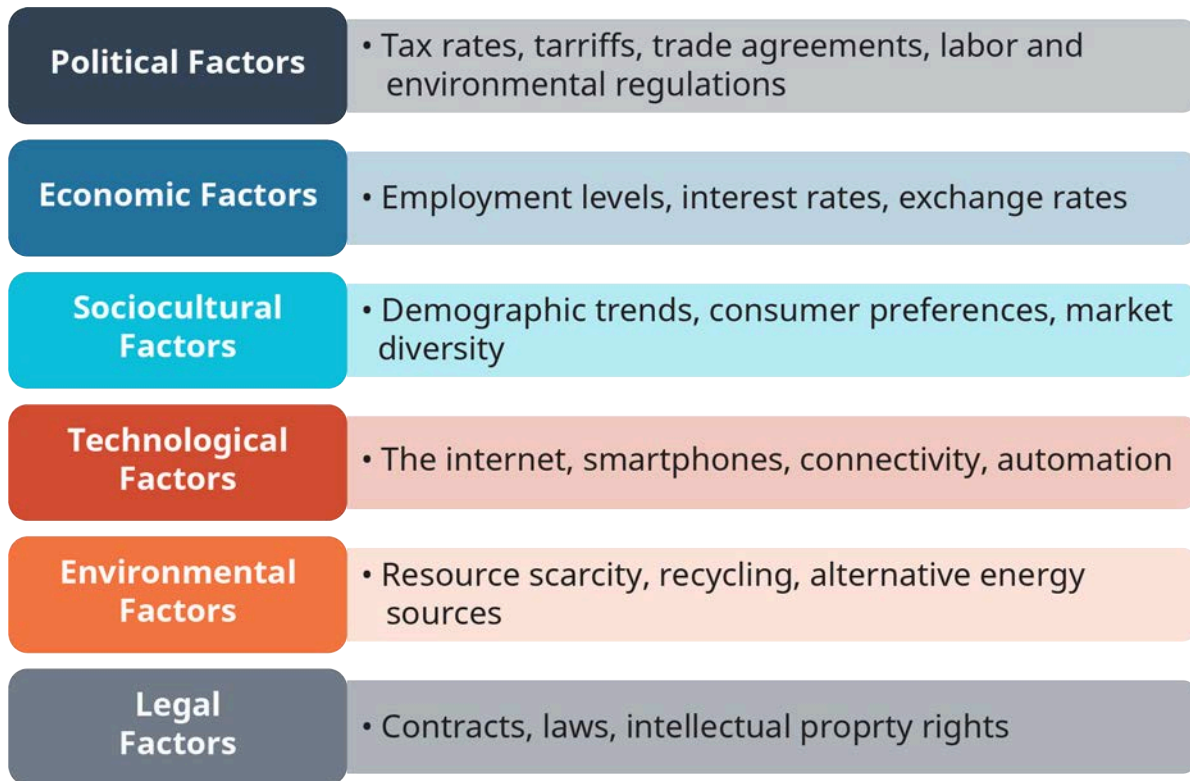 Political Factors
• Tax rates, tarriffs, trade agreements, labor and
environmental regulations
Economic Factors
• Employment levels, interest rates, exchange rates
Sociocultural
Factors
• Demographic trends, consumer preferences, market
diversity
Technological
Factors
• The internet, smartphones, connectivity, automation
Environmental
Factors
• Resource scarcity, recycling, alternative energy
sources
Legal
Factors
• Contracts, laws, intellectual proprty rights